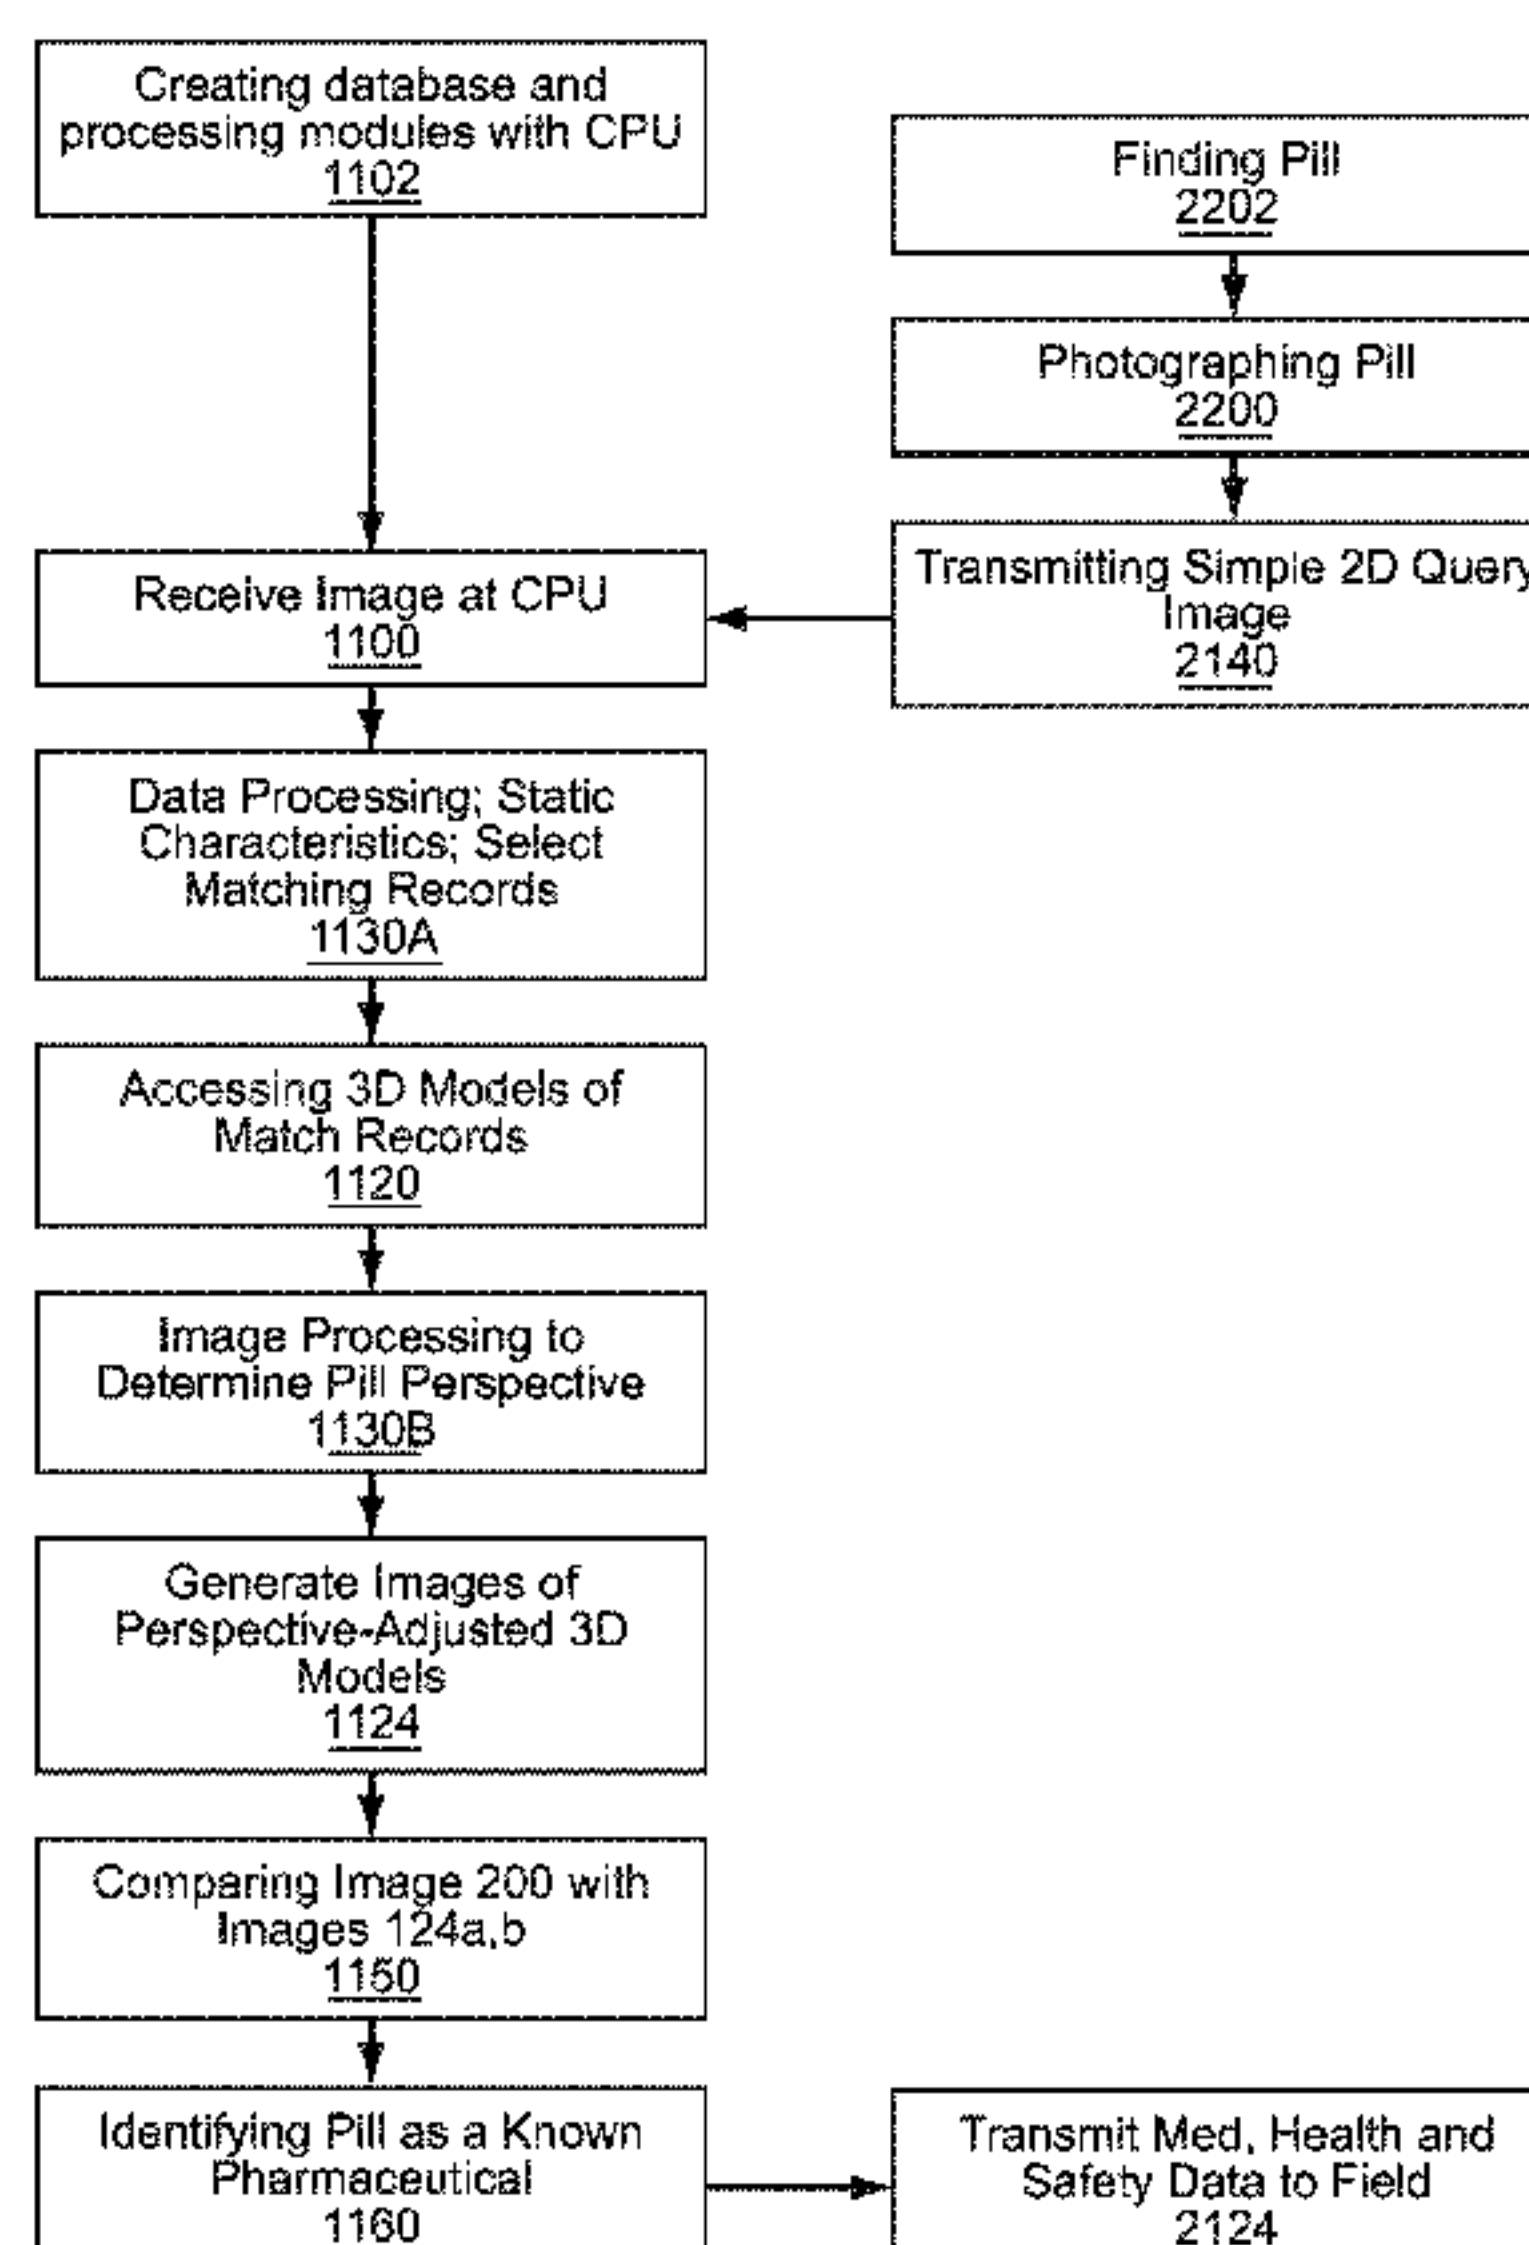 Creating database and
processing modules with CPU
1102
Finding Pill
2202
Photographing Pill
2200
Transmitting Simple 2D Query
Image
2140
Receive Image at CPU
1100
Data Processing; Static
Characteristics; Select
Matching Records
1130A
Accessing 3D Models of
Match Records
1120
Image Processing to
Determine Pill Perspective
1130B
Generate Images of
Perspective-Adjusted 3D
Models
1124
Comparing Image 200 with
Images 124a,b
1150
Identifying Pill as a Known
Pharmaceutical
1160
Transmit Med, Health and
Safety Data to Field
2124